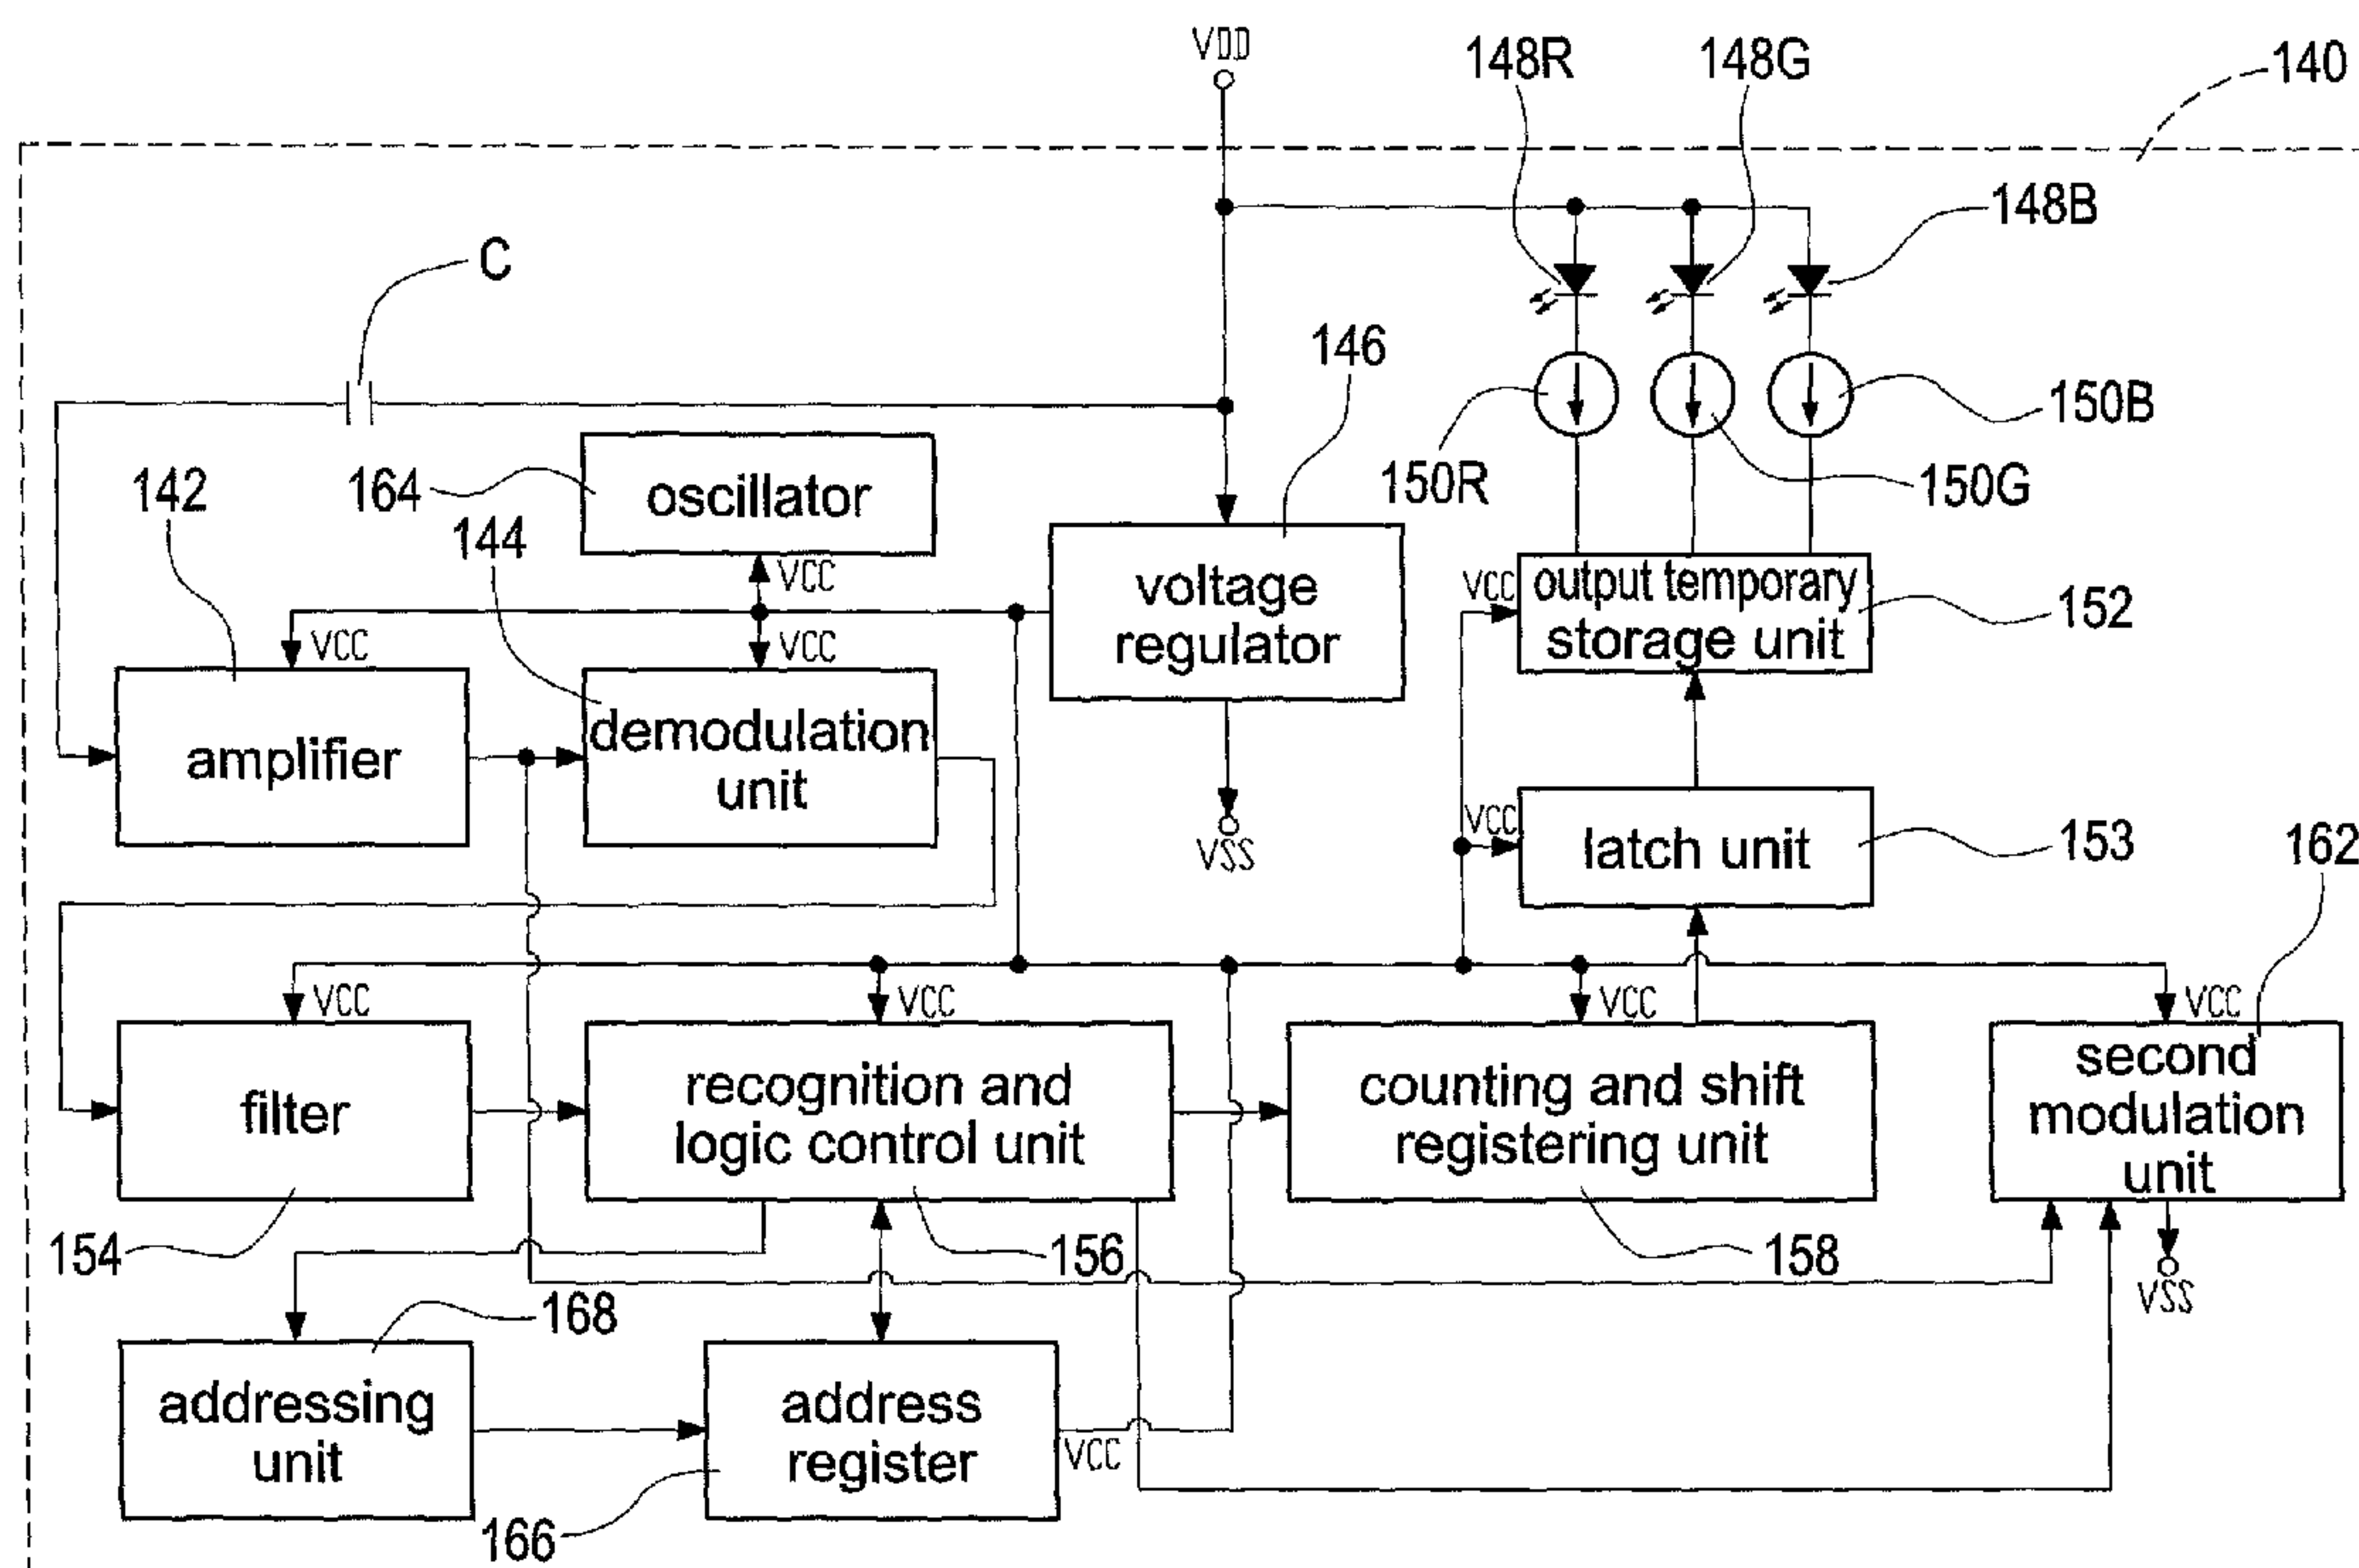 VDD
148R
148G
140
148B
C
146
150R
150G
150B
142
164
oscillator
144
VCC
VCC
VCC
voltage
regulator
VCC
output temporary
storage unit
152
amplifier
demodulation
unit
VSS
VCC
latch unit
153
162
VCC
VCC
VCC
VCC
filter
recognition and
logic control unit
counting and shift
registering unit
second
modulation
unit
154
156
158
VSS
168
addressing
unit
address
register
VCC
166